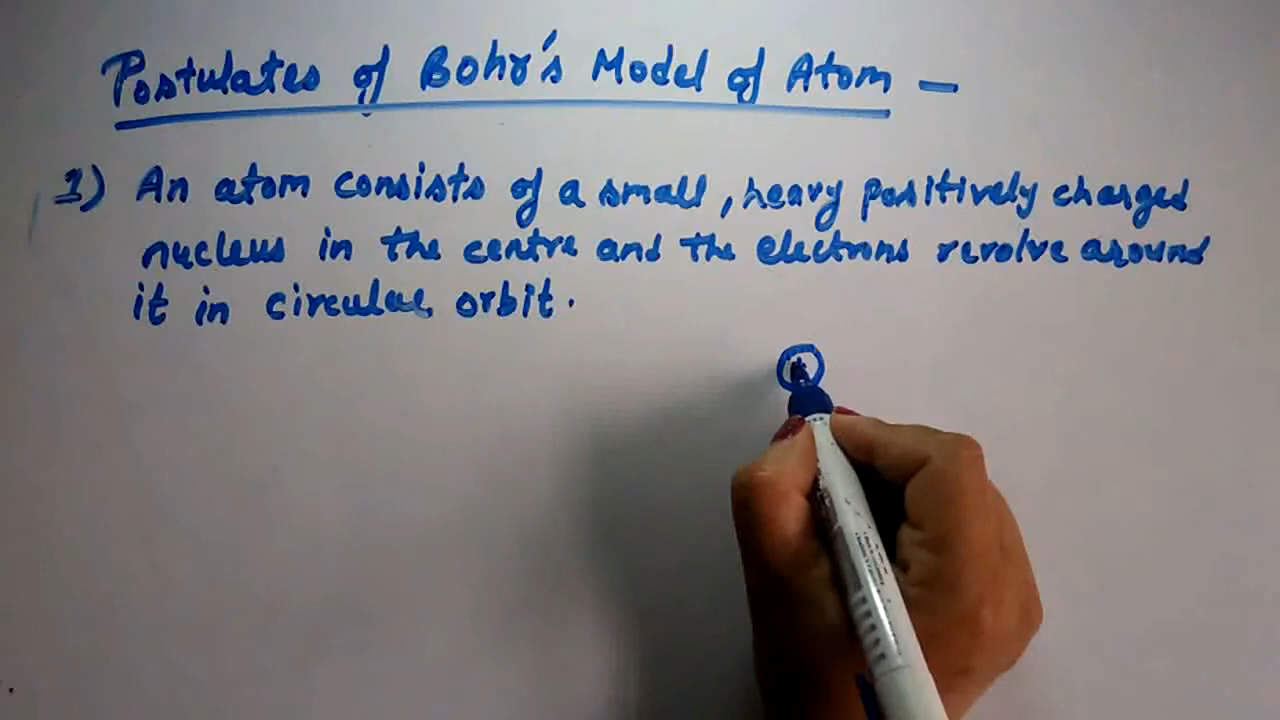 Postulates of Bohr's Model of Atom –
1) An atom consists of a small, heavy positively charged
nucleus in the centre and the electrons revolve around
it in circular orbit.